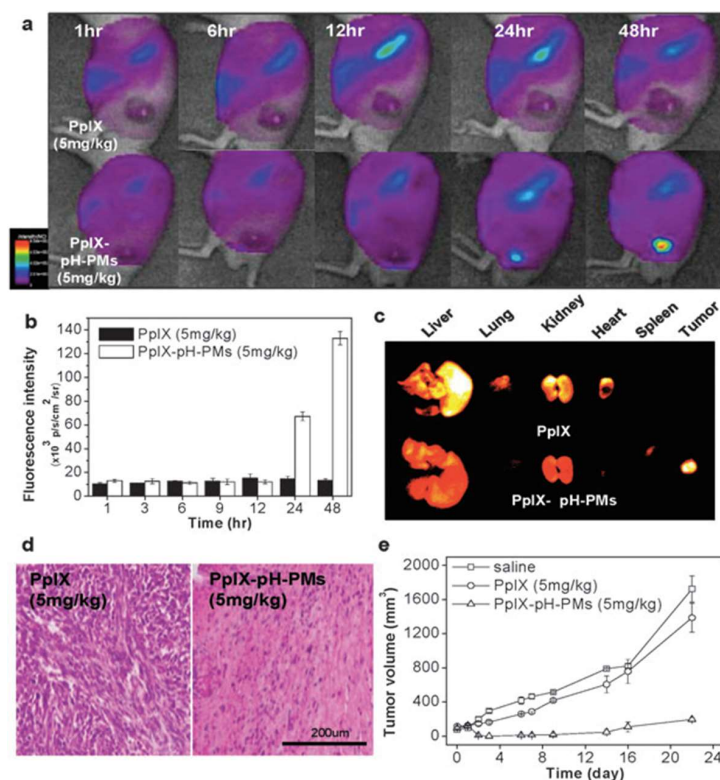 a
1hr 6hr 12hr 24hr 48hr
PpIX
(5mg/kg)
PpIX-
pH-PMs
(5mg/kg)
b
140
120
100
80
60
40
20
0
Fluorescence intensity
(x10³ p/s/cm²/sr)
PpIX (5mg/kg)
PpIX-pH-PMs (5mg/kg)
1 3 6 9 12 24 48
Time (hr)
c
Liver Lung Kidney Heart Spleen Tumor
PpIX
PpIX- pH-PMs
d
PpIX
(5mg/kg)
PpIX-pH-PMs
(5mg/kg)
200um
e
2000
1600
1200
800
400
0
Tumor volume (mm³)
saline
PpIX (5mg/kg)
PpIX-pH-PMs (5mg/kg)
0 4 8 12 16 20 24
Time (day)